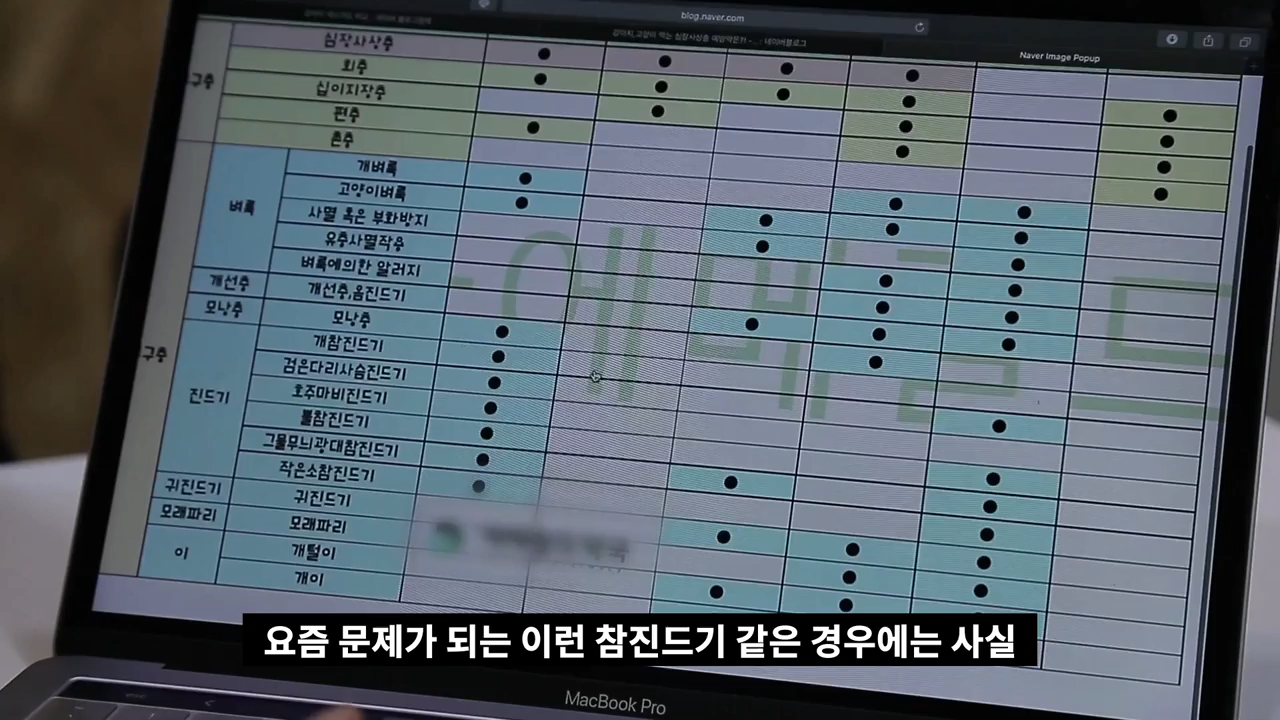 blog.naver.com
Naver Image Popup
심장사상충
회충
십이지장충
편충
촌충
구충
개벼룩
고양이벼룩
사멸 혹은 부화방지
유충사멸작충
벼룩에의한 알러지
벼룩
개선충
개선충,옴진드기
모낭충
모낭충
개참진드기
검은다리사슴진드기
호주마비진드기
뿔참진드기
그물무늬광대참진드기
작은소참진드기
진드기
구충
귀진드기
귀진드기
모래파리
모래파리
개털이
개이
이
요즘 문제가 되는 이런 참진드기 같은 경우에는 사실
MacBook Pro